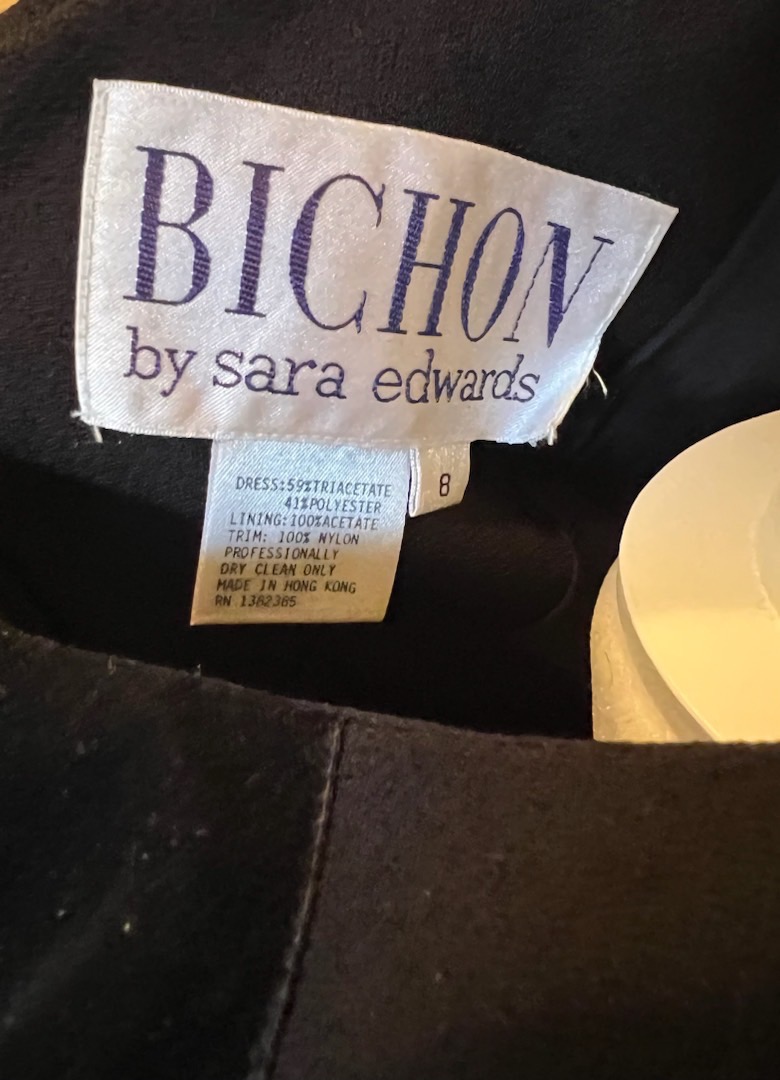 BICHON
by sara edwards
8
DRESS:59%TRIACETATE
41%POLYESTER
LINING:100%ACETATE
TRIM: 100% NYLON
PROFESSIONALLY
DRY CLEAN ONLY
MADE IN HONG KONG
RN 1382385